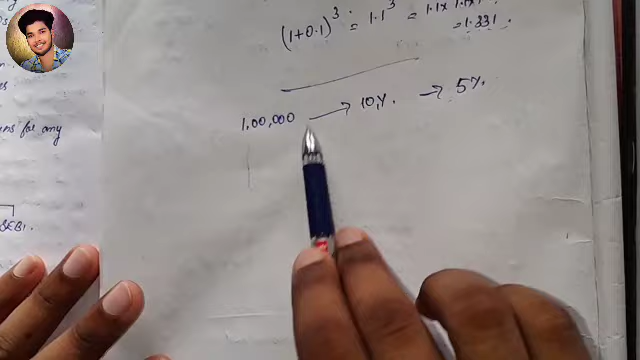 (1+0.1)³ = 1.1³ = 1.1x 1.1x1.
=1.331.
1,00,000 → 10,Y. → 5%.
ns for any
SEBI.